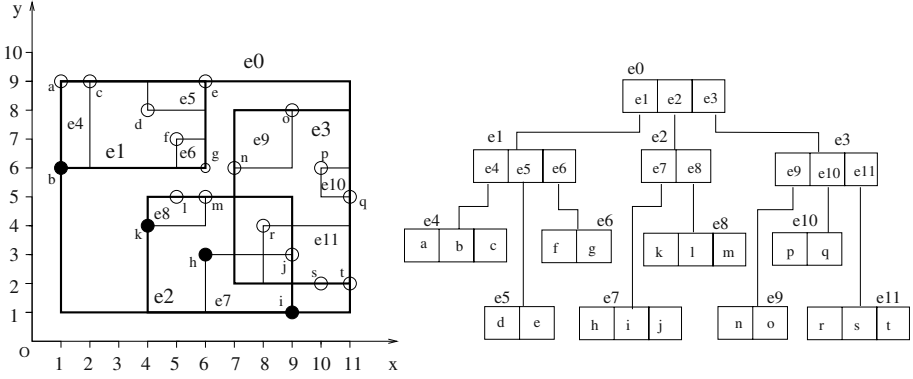 y
10
9
8
7
6
5
4
3
2
1
O
1 2 3 4 5 6 7 8 9 10 11 x
e0
a c e
e5
d o
e4 f e9 e3
e1 e6 g n p
b e10
q
l m
e8
k r e11
h j
s t
e2 e7 i
e0
e1 e2 e3
e1 e2 e3
e4 e5 e6 e7 e8 e9 e10 e11
e4 e6 e8 e10
a b c f g k l m p q
e5 e7 e9 e11
d e h i j n o r s t